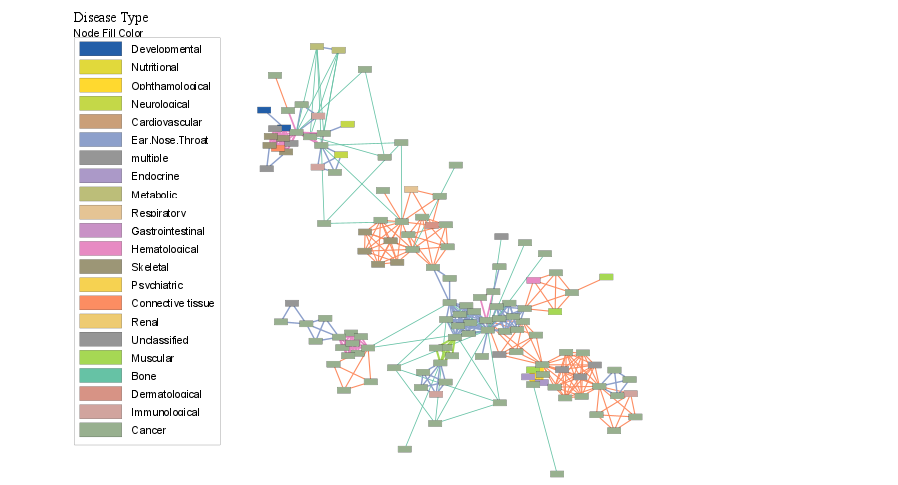 Disease Type
Node Fill Color
Developmental
Nutritional
Ophthamological
Neurological
Cardiovascular
Ear,Nose,Throat
multiple
Endocrine
Metabolic
Respiratory
Gastrointestinal
Hematological
Skeletal
Psychiatric
Connective tissue
Renal
Unclassified
Muscular
Bone
Dermatological
Immunological
Cancer